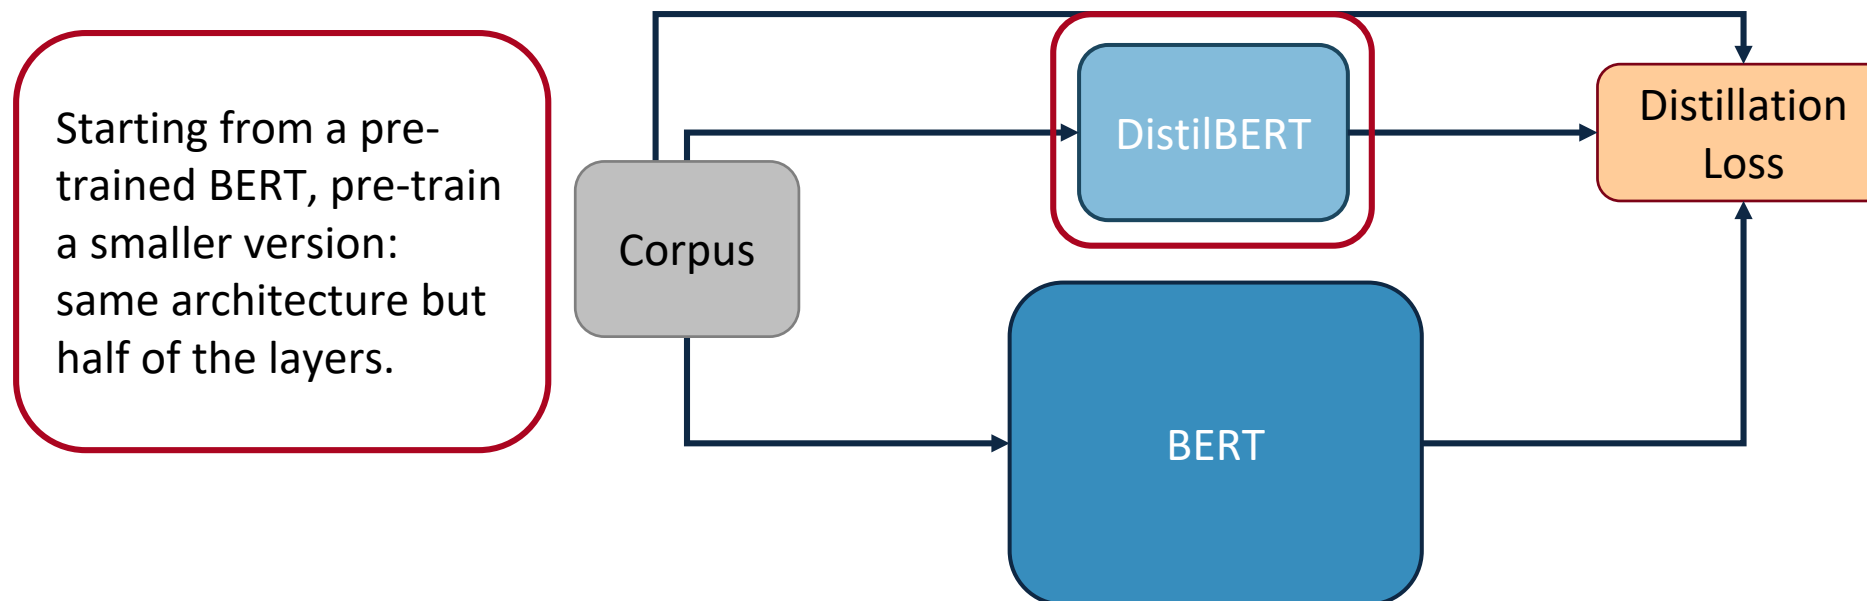 Starting from a pre-
trained BERT, pre-train
a smaller version:
same architecture but
half of the layers.
Corpus
DistilBERT
BERT
Distillation
Loss